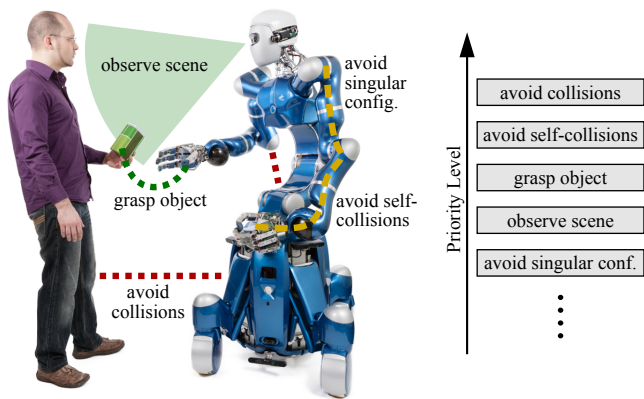 observe scene
avoid
singular
config.
grasp object
avoid self-
collisions
avoid
collisions
Priority Level
avoid collisions
avoid self-collisions
grasp object
observe scene
avoid singular conf.